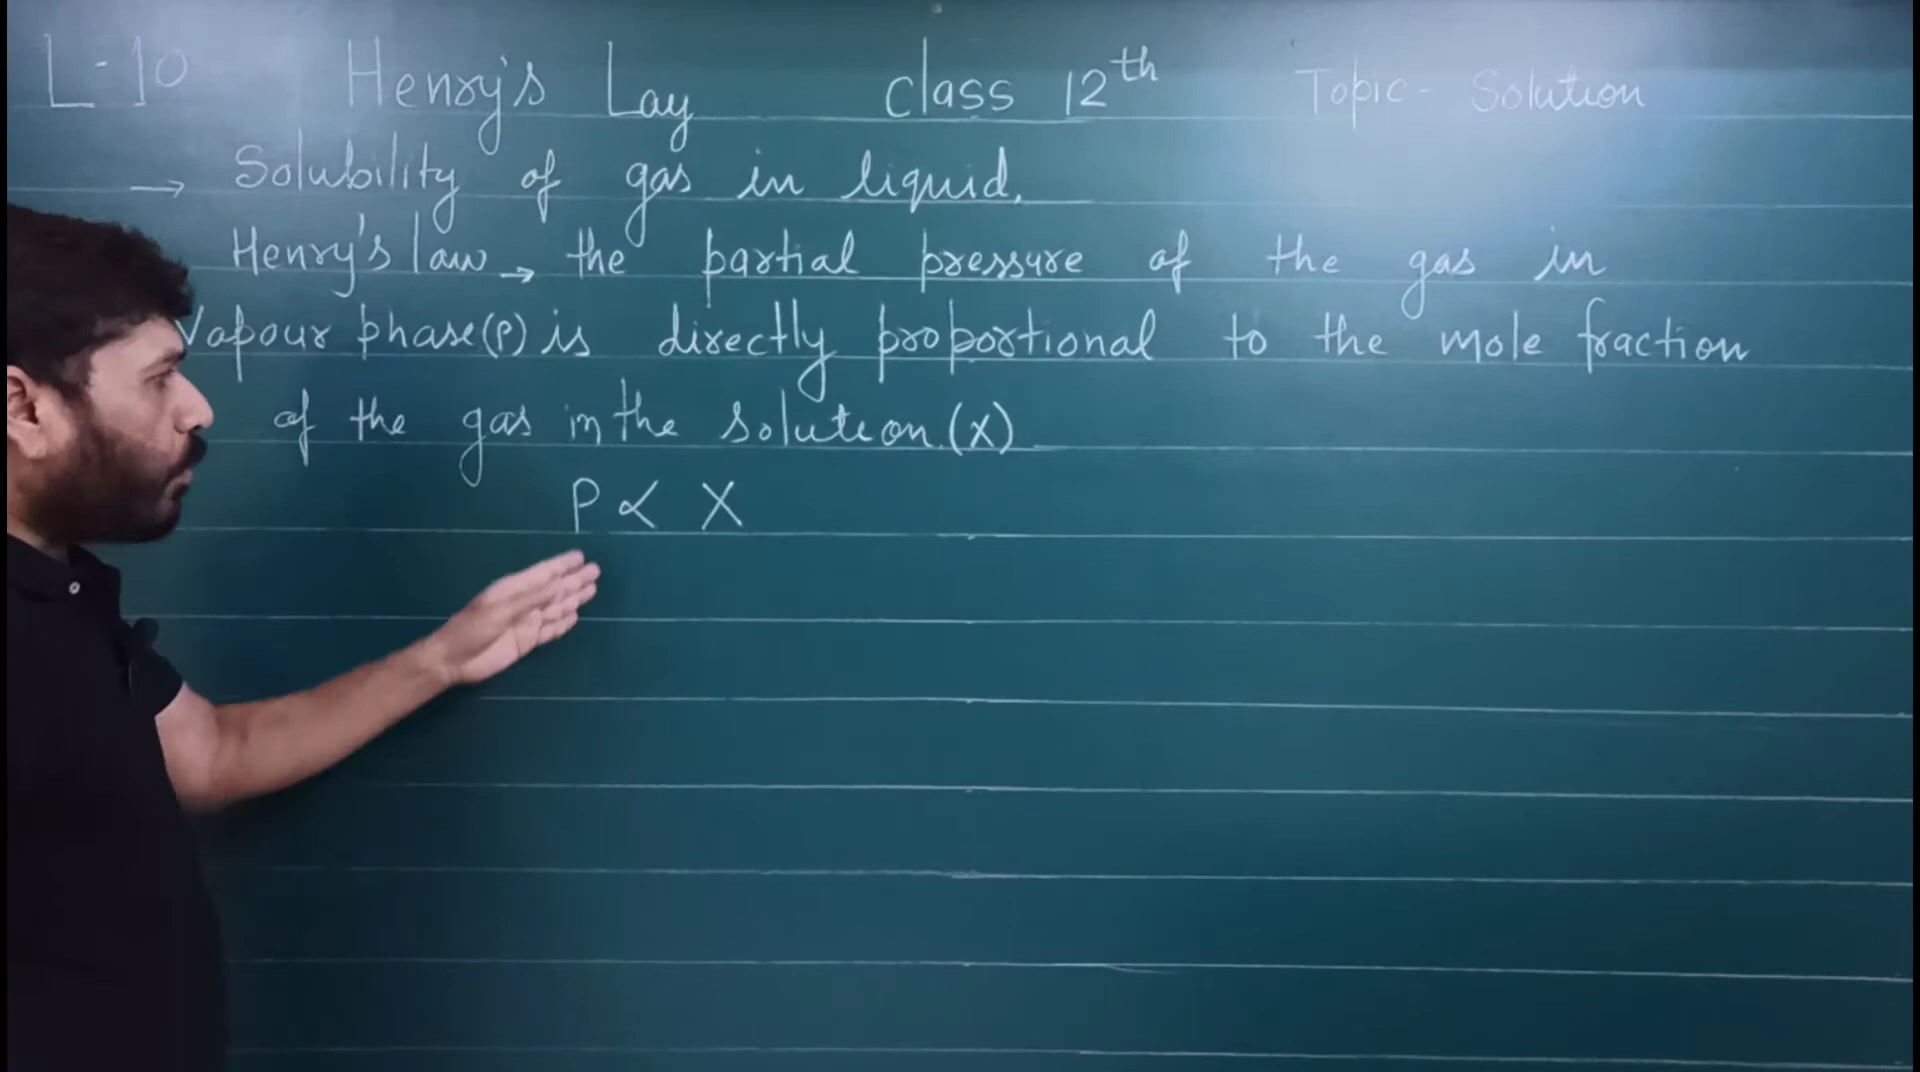 L-10 Henry's Lay class 12th Topic - Solution
→ Solubility of gas in liquid.
Henry's law → the partial pressure of the gas in
Vapour phase(P) is directly proportional to the mole fraction
of the gas in the solution.(x)
P ∝ X